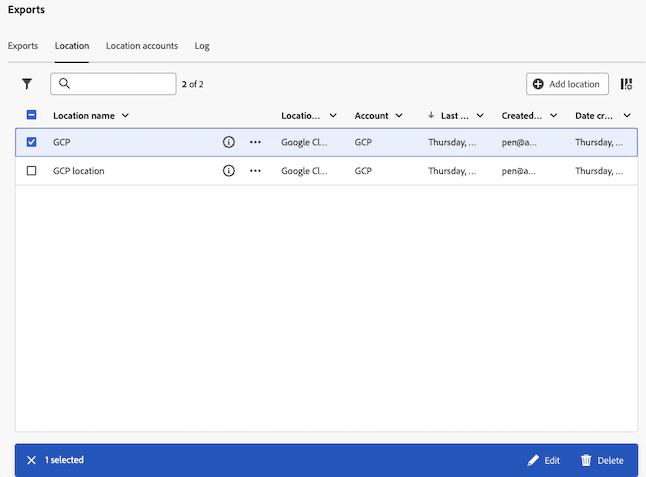 Exports
Exports Location Location accounts Log
2 of 2 Add location
Location name Locatio... Account Last ... Created... Date cr...
GCP Google Cl... GCP Thursday, ... pen@a... Thursday, ...
GCP location Google Cl... GCP Thursday, ... pen@a... Thursday, ...
1 selected Edit Delete